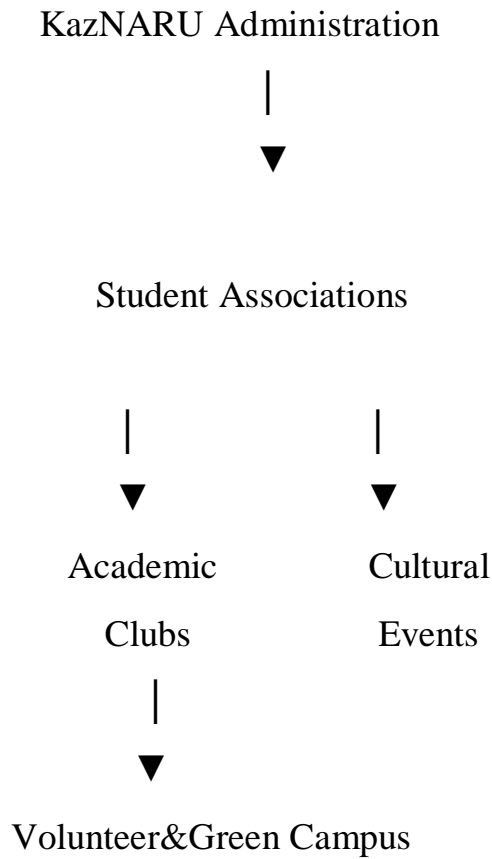 KazNARU Administration
Student Associations
Academic Cultural
Clubs Events
Volunteer&Green Campus